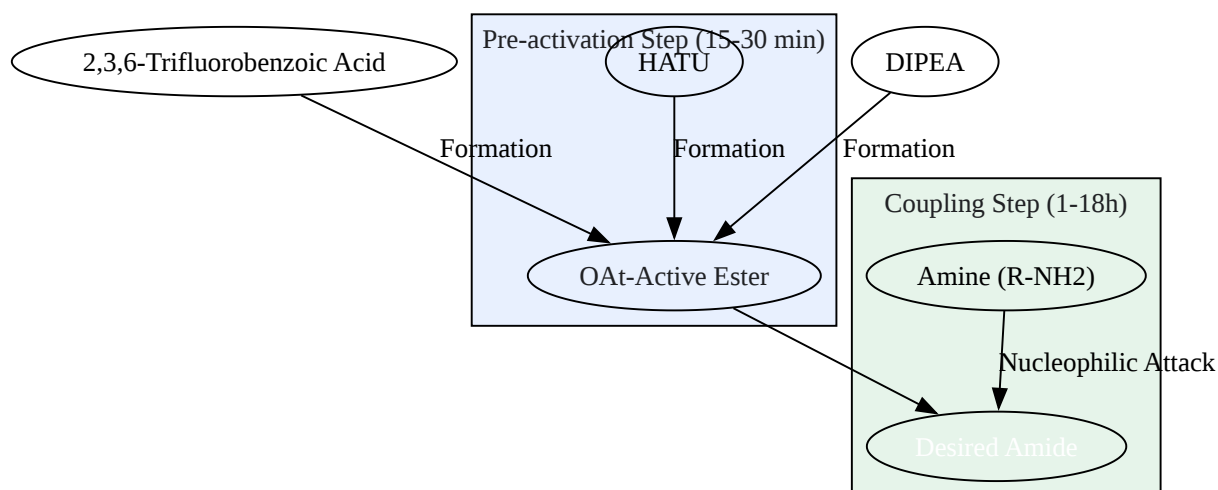 Pre-activation Step (15-30 min)
2,3,6-Trifluorobenzoic Acid
HATU
DIPEA
Formation
Formation
Formation
Coupling Step (1-18h)
OAt-Active Ester
Amine (R-NH2)
Nucleophilic Attack
Desired Amide